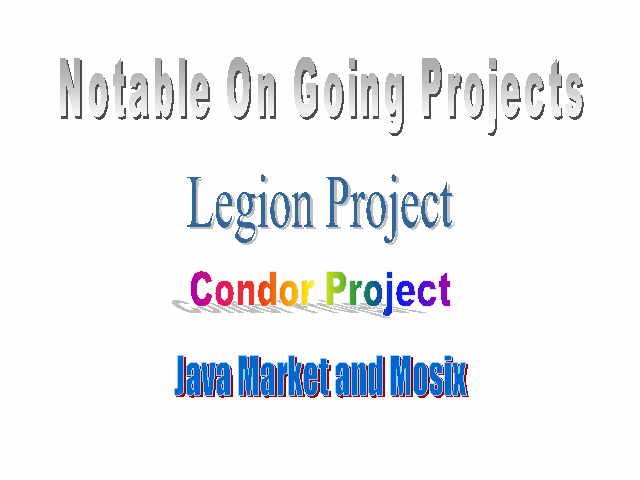 Notable On Going Projects
Legion Project
Condor Project
Java Market and Mosix